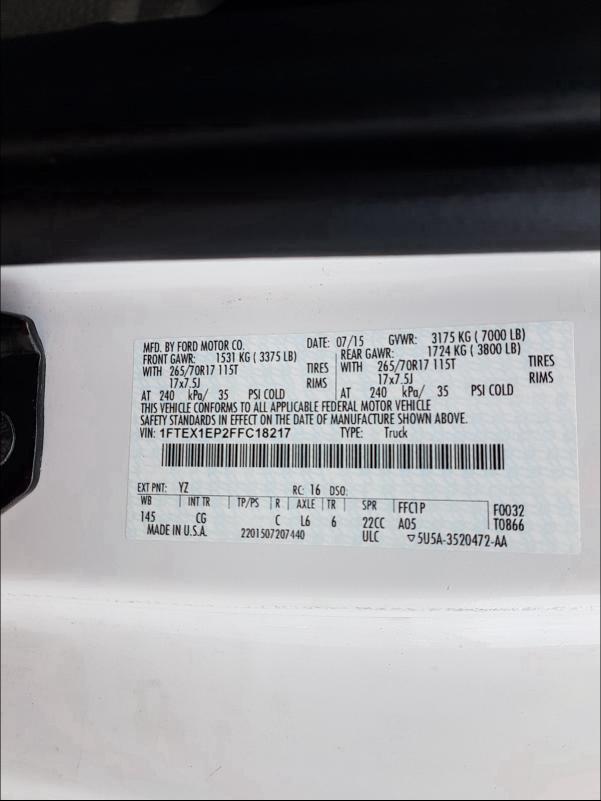 MFD. BY FORD MOTOR CO. DATE: 07/15 GVWR: 3175 KG ( 7000 LB)
FRONT GAWR: 1531 KG ( 3375 LB) REAR GAWR: 1724 KG ( 3800 LB)
WITH 265/70R17 115T TIRES WITH 265/70R17 115T TIRES
17x7.5J RIMS 17x7.5J RIMS
AT 240 kPa/ 35 PSI COLD AT 240 kPa/ 35 PSI COLD
THIS VEHICLE CONFORMS TO ALL APPLICABLE FEDERAL MOTOR VEHICLE
SAFETY STANDARDS IN EFFECT ON THE DATE OF MANUFACTURE SHOWN ABOVE.
VIN: 1FTEX1EP2FFC18217 TYPE: Truck
EXT PNT: YZ RC: 16 DSO:
WB INT TR TP/PS R AXLE TR SPR FFC1P F0032
145 CG C L6 6 22CC A05 T0866
MADE IN U.S.A. 2201507207440 ULC ▽5U5A-3520472-AA